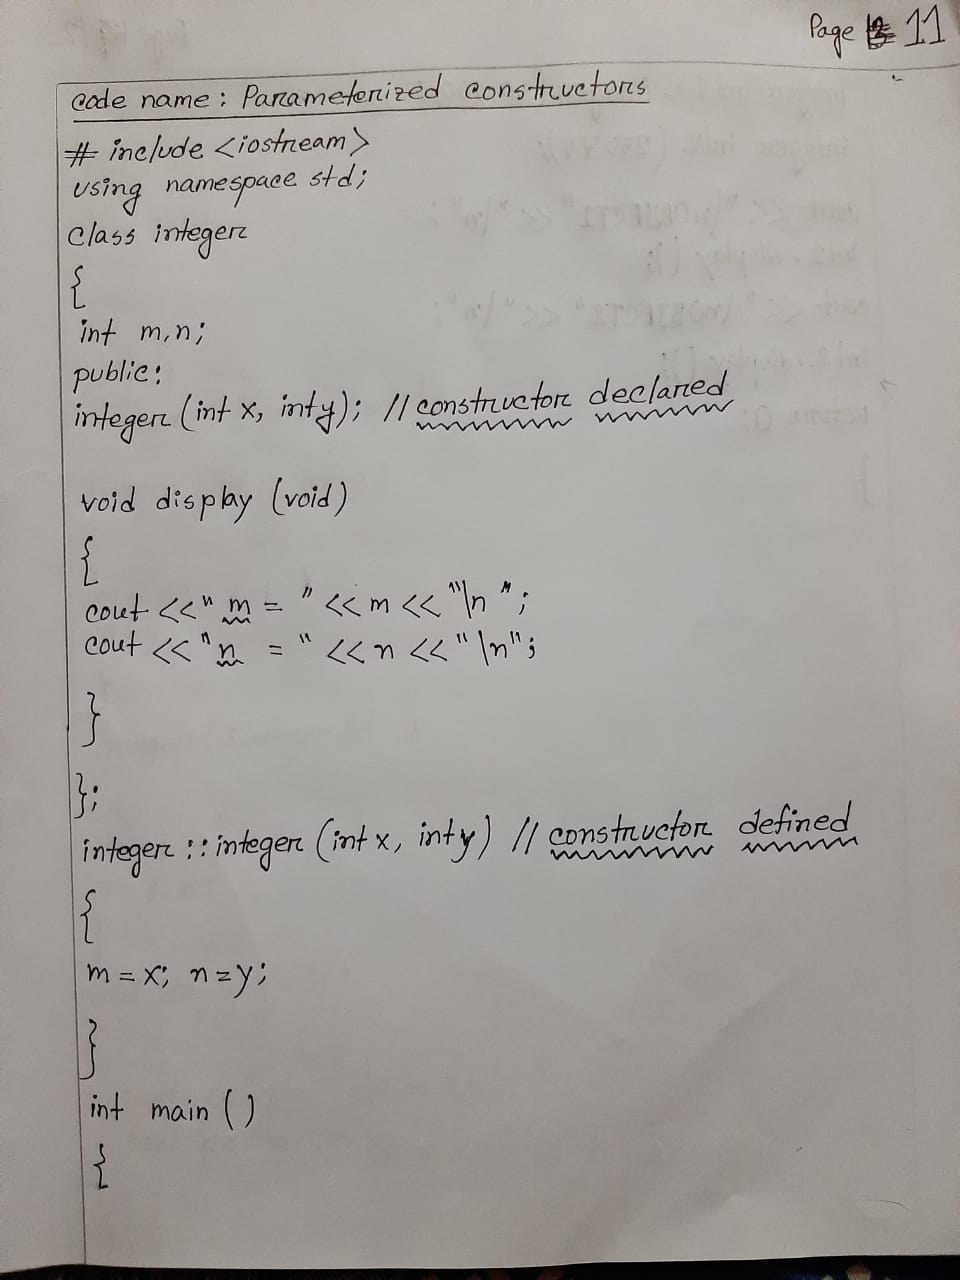 Page 11
code name: Parameterized constructors
# include <iostream>
using namespace std;
class integer
{
int m,n;
public:
integer (int x, int y); // constructor declared
void display (void)
{
cout <<" m = " << m << "\n ";
cout << "n = " << n << " \n";
}
};
integer :: integer (int x, int y) // constructor defined
{
m = x; n = y;
}
int main ( )
{